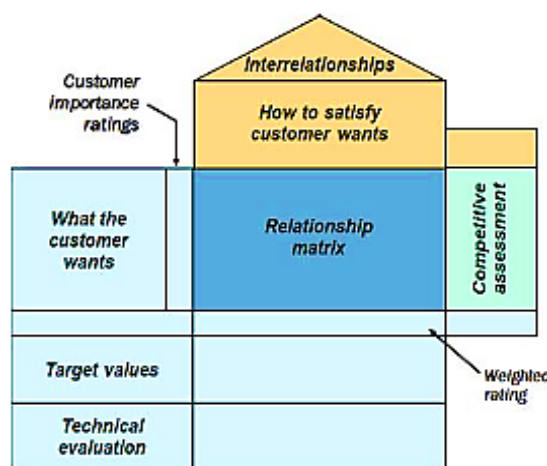 Interrelationships
Customer
importance
ratings
How to satisfy
customer wants
What the
customer
wants
Relationship
matrix
Competitive
assessment
Target values
Weighted
rating
Technical
evaluation